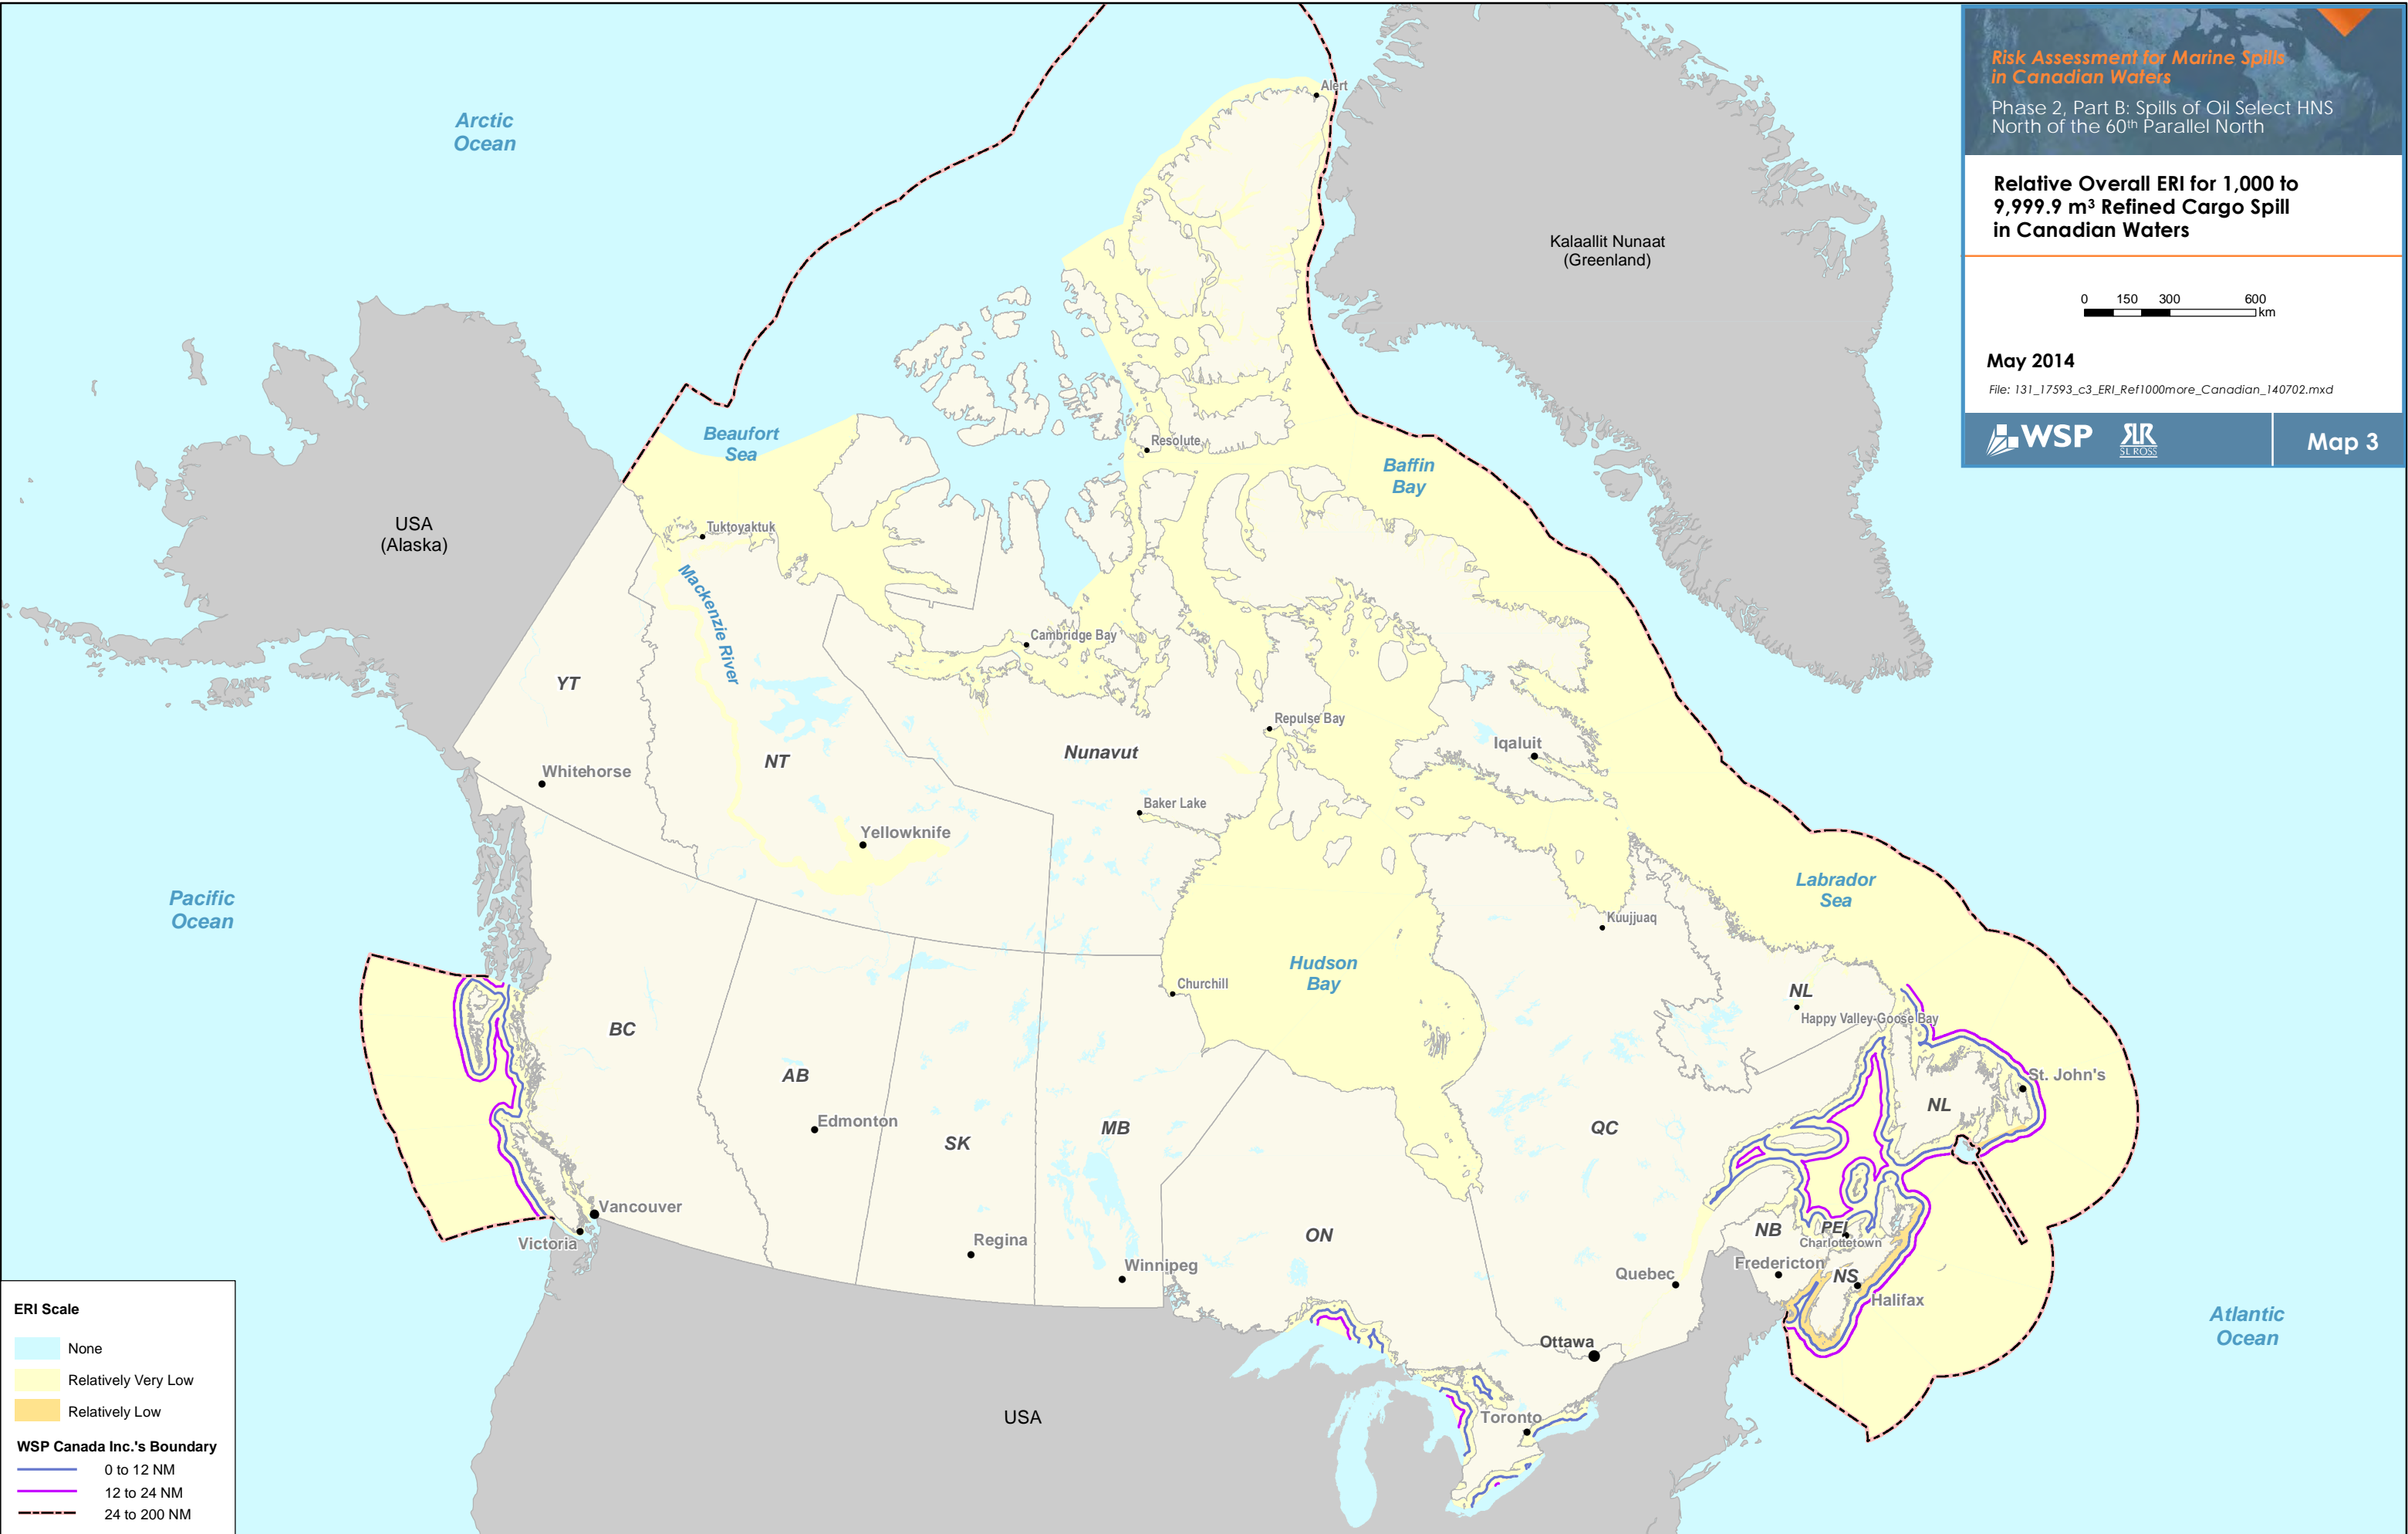 Risk Assessment for Marine Spills
in Canadian Waters
Phase 2, Part B: Spills of Oil Select HNS
North of the 60th Parallel North
Relative Overall ERI for 1,000 to
9,999.9 m³ Refined Cargo Spill
in Canadian Waters
0 150 300 600
km
May 2014
File: 131_17593_c3_ERI_Ref1000more_Canadian_140702.mxd
WSP
SL ROSS
Map 3
Arctic
Ocean
Alert
Kalaallit Nunaat
(Greenland)
Beaufort
Sea
Resolute
Baffin
Bay
USA
(Alaska)
Tuktoyaktuk
Mackenzie River
Cambridge Bay
YT
NT
Nunavut
Repulse Bay
Iqaluit
Whitehorse
Baker Lake
Yellowknife
Pacific
Ocean
Labrador
Sea
Kuujjuaq
Hudson
Bay
Churchill
NL
Happy Valley-Goose Bay
BC
AB
SK
MB
QC
Edmonton
St. John's
NL
Vancouver
Victoria
Regina
Winnipeg
ON
NB
PEI
Charlottetown
Fredericton
NS
Halifax
Quebec
Ottawa
Toronto
USA
Atlantic
Ocean
ERI Scale
None
Relatively Very Low
Relatively Low
WSP Canada Inc.'s Boundary
0 to 12 NM
12 to 24 NM
24 to 200 NM